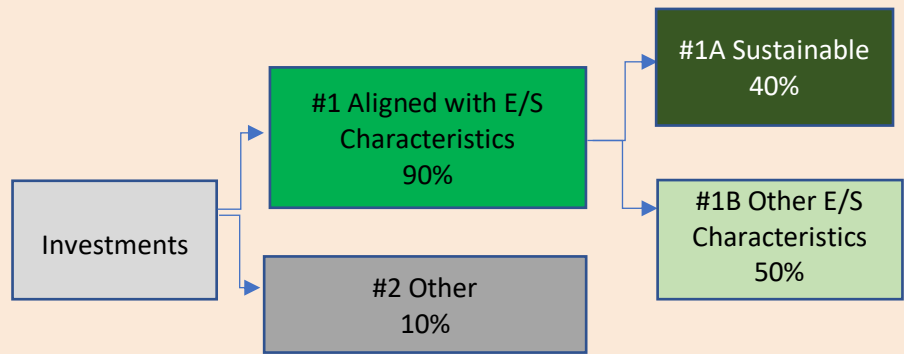 Investments
#1 Aligned with E/S
Characteristics
90%
#2 Other
10%
#1A Sustainable
40%
#1B Other E/S
Characteristics
50%